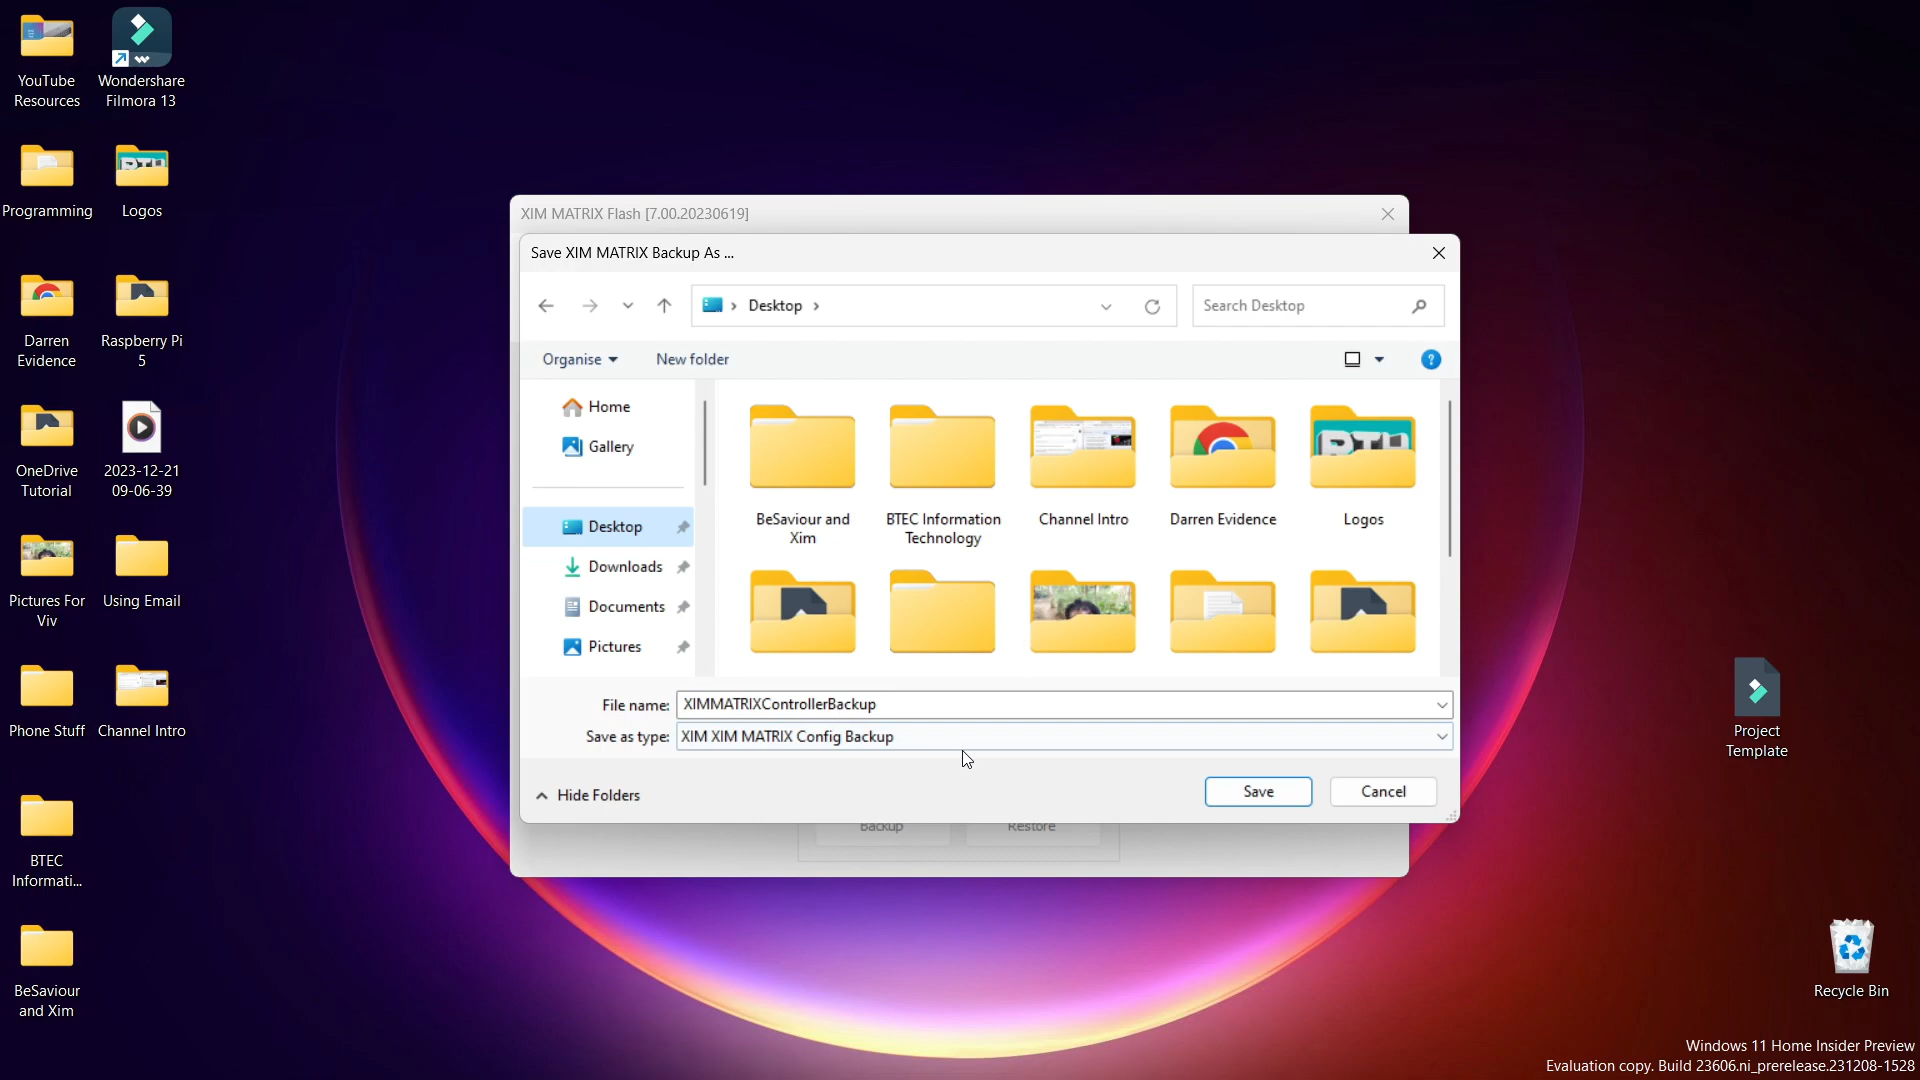 YouTube
Resources
Wondershare
Filmora 13
Programming
BTH
Logos
Darren
Evidence
Raspberry Pi
5
OneDrive
Tutorial
2023-12-21
09-06-39
Pictures For
Viv
Using Email
Phone Stuff
Channel Intro
BTEC
Informati...
BeSaviour
and Xim
XIM MATRIX Flash [7.00.20230619]
Save XIM MATRIX Backup As ...
Desktop
Search Desktop
Organise
New folder
Home
Gallery
Desktop
Downloads
Documents
Pictures
BeSaviour and
Xim
BTEC Information
Technology
Channel Intro
Darren Evidence
BTH
Logos
File name: XIMMATRIXControllerBackup
Save as type: XIM XIM MATRIX Config Backup
Hide Folders
Save
Cancel
Backup
Restore
Project
Template
Recycle Bin
Windows 11 Home Insider Preview
Evaluation copy. Build 23606.ni_prerelease.231208-1528